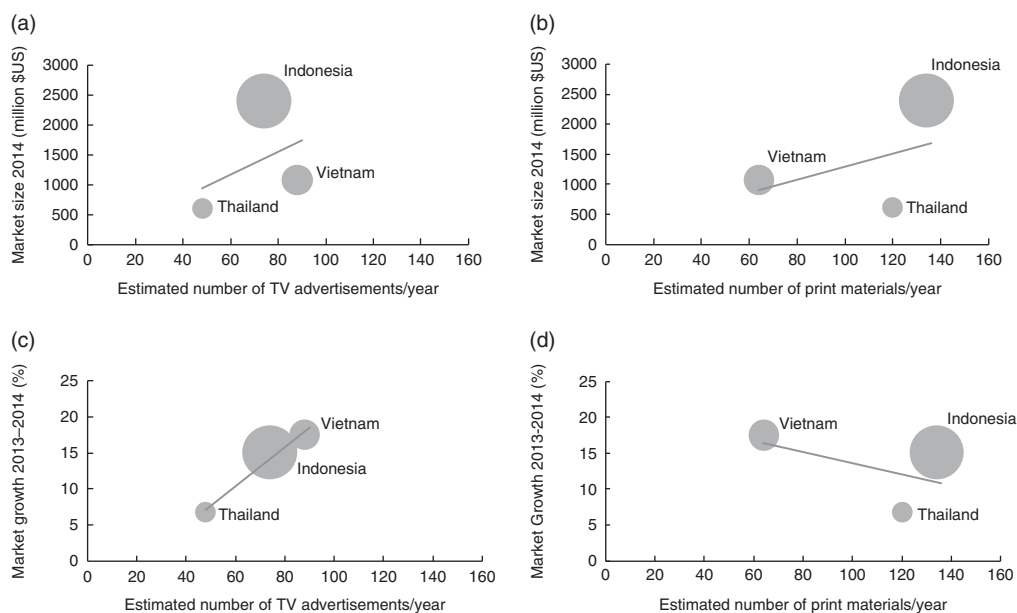 (a)
Market size 2014 (million $US)
3000
2500
2000
1500
1000
500
0
Indonesia
Vietnam
Thailand
0 20 40 60 80 100 120 140 160
Estimated number of TV advertisements/year
(b)
Market size 2014 (million $US)
3000
2500
2000
1500
1000
500
0
Indonesia
Vietnam
Thailand
0 20 40 60 80 100 120 140 160
Estimated number of print materials/year
(c)
Market growth 2013–2014 (%)
25
20
15
10
5
0
Vietnam
Indonesia
Thailand
0 20 40 60 80 100 120 140 160
Estimated number of TV advertisements/year
(d)
Market Growth 2013-2014 (%)
25
20
15
10
5
0
Vietnam
Indonesia
Thailand
0 20 40 60 80 100 120 140 160
Estimated number of print materials/year